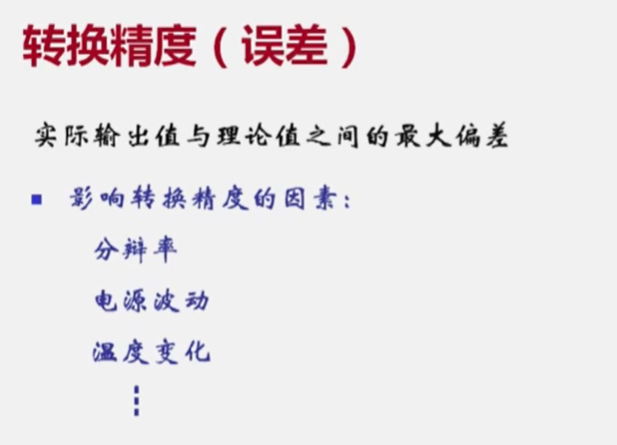 转换精度（误差）
实际输出值与理论值之间的最大偏差
影响转换精度的因素：
分辩率
电源波动
温度变化